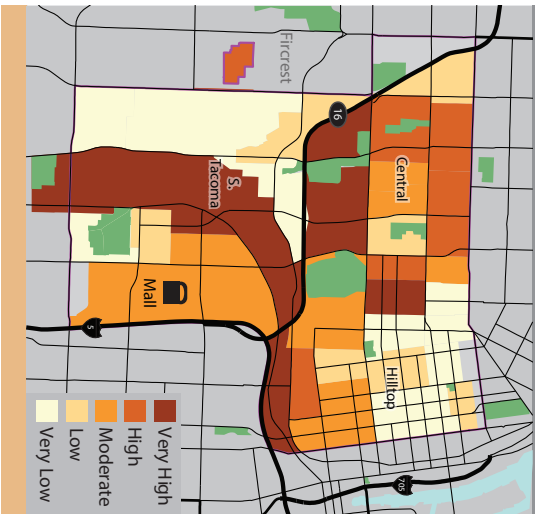 Fircrest
16
Central
S.
Tacoma
Mall
5
Hilltop
705
Very High
High
Moderate
Low
Very Low